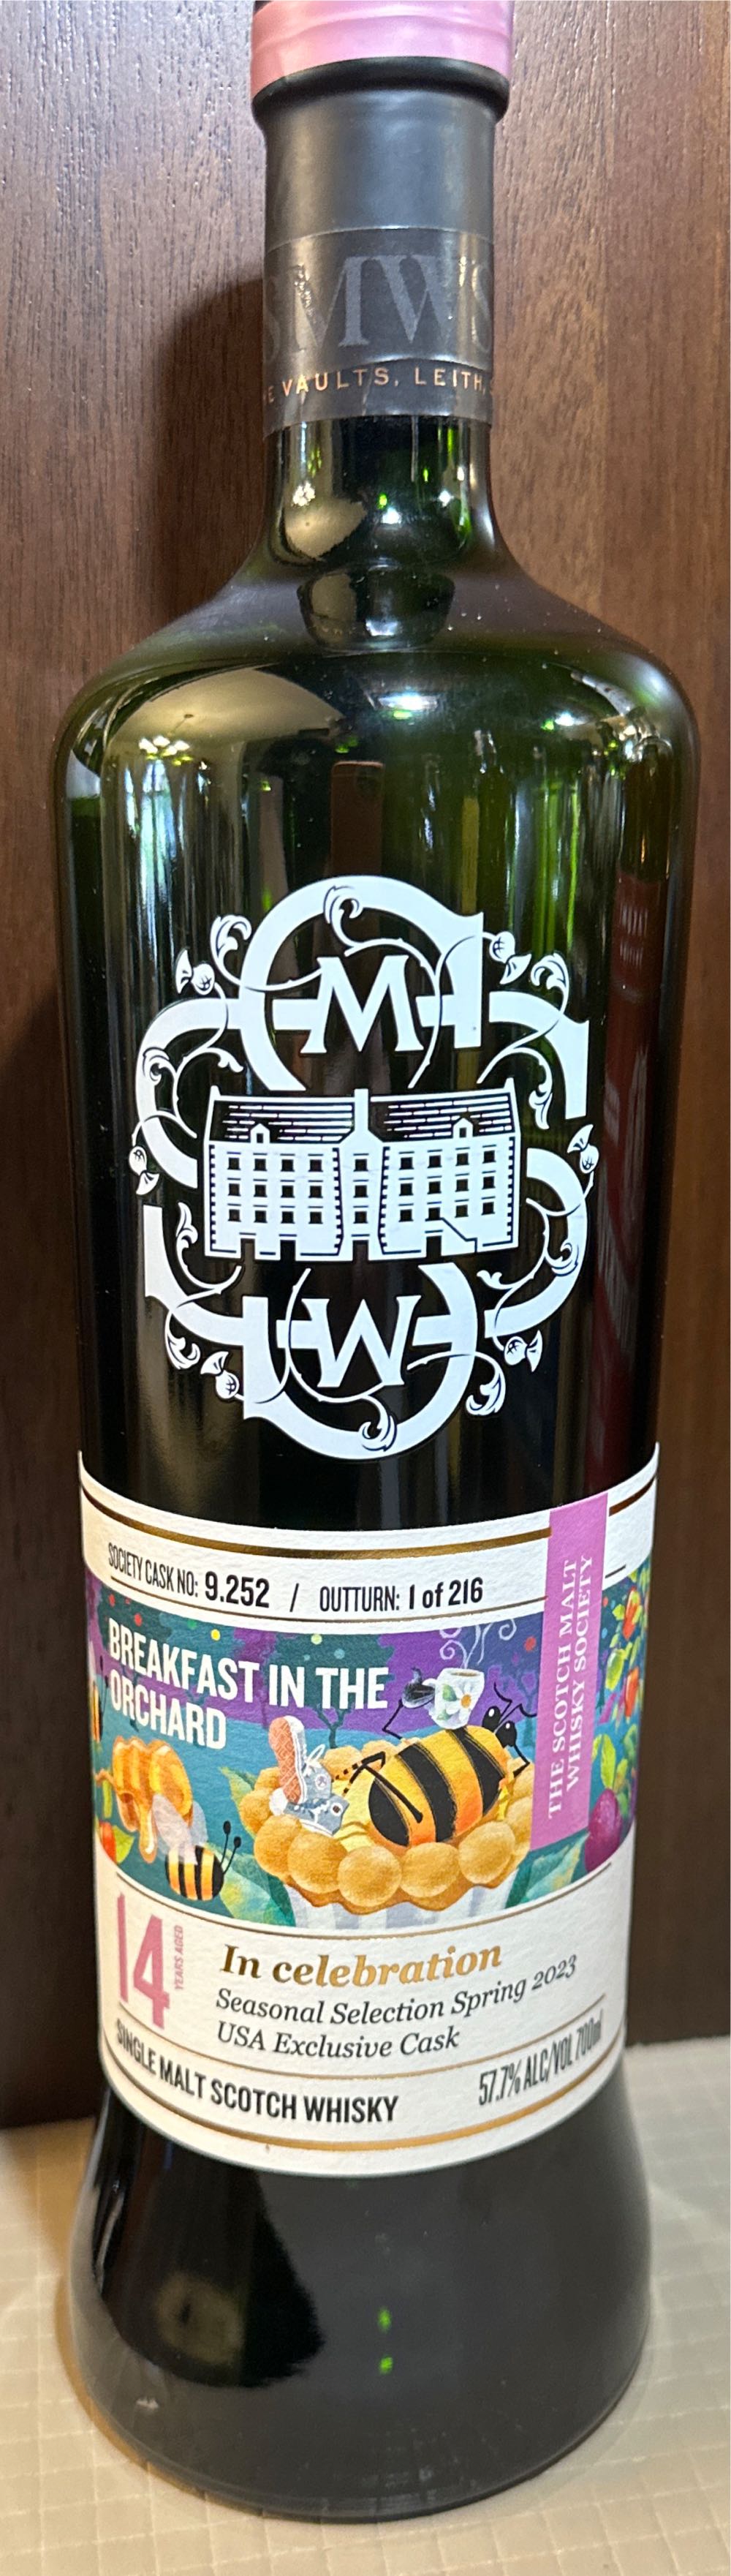 SMWS
E VAULTS, LEITH,
M
W
SOCIETY CASK NO: 9.252 / OUTTURN: 1 of 216
BREAKFAST IN THE
ORCHARD
THE SCOTCH MALT
WHISKY SOCIETY
14 YEARS AGED
In celebration
Seasonal Selection Spring 2023
USA Exclusive Cask
SINGLE MALT SCOTCH WHISKY
57.7% ALC/VOL 700ml